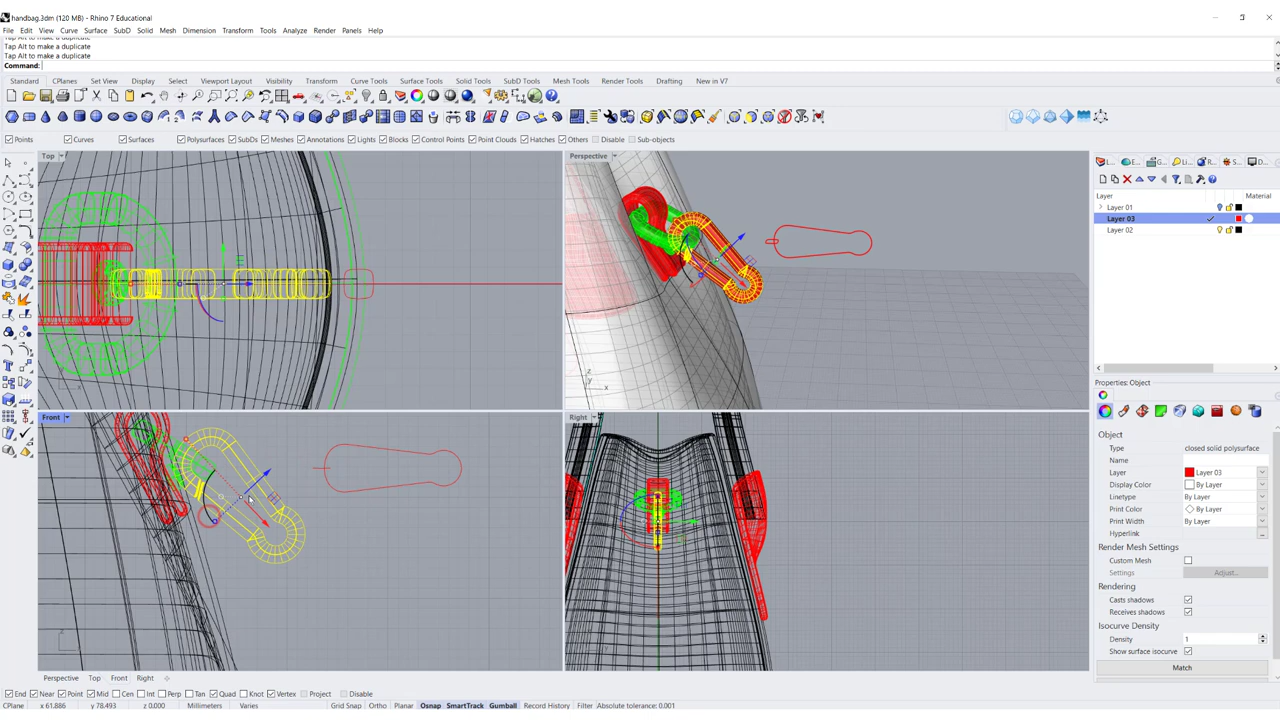 handbag.3dm (120 MB) - Rhino 7 Educational
File Edit View Curve Surface SubD Solid Mesh Dimension Transform Tools Analyze Render Panels Help
Tap Alt to make a duplicate
Tap Alt to make a duplicate
Command:
Standard CPlanes Set View Display Select Viewport Layout Visibility Transform Curve Tools Surface Tools Solid Tools SubD Tools Mesh Tools Render Tools Drafting New in V7
Points Curves Surfaces Polysurfaces SubDs Meshes Annotations Lights Blocks Control Points Point Clouds Hatches Others Disable Sub-objects
Top
Perspective
Front
Right
Layer Material
Layer 01
Layer 03
Layer 02
Properties: Object
Object
Type closed solid polysurface
Name
Layer Layer 03
Display Color By Layer
Linetype By Layer
Print Color By Layer
Print Width By Layer
Hyperlink
Render Mesh Settings
Custom Mesh
Settings Adjust...
Rendering
Casts shadows
Receives shadows
Isocurve Density
Density 1
Show surface isocurve
Match
Perspective Top Front Right
End Near Point Mid Cen Int Perp Tan Quad Knot Vertex Project Disable
CPlane x 61.886 y 78.493 z 0.000 Millimeters Varies Grid Snap Ortho Planar Osnap SmartTrack Gumball Record History Filter Absolute tolerance: 0.001